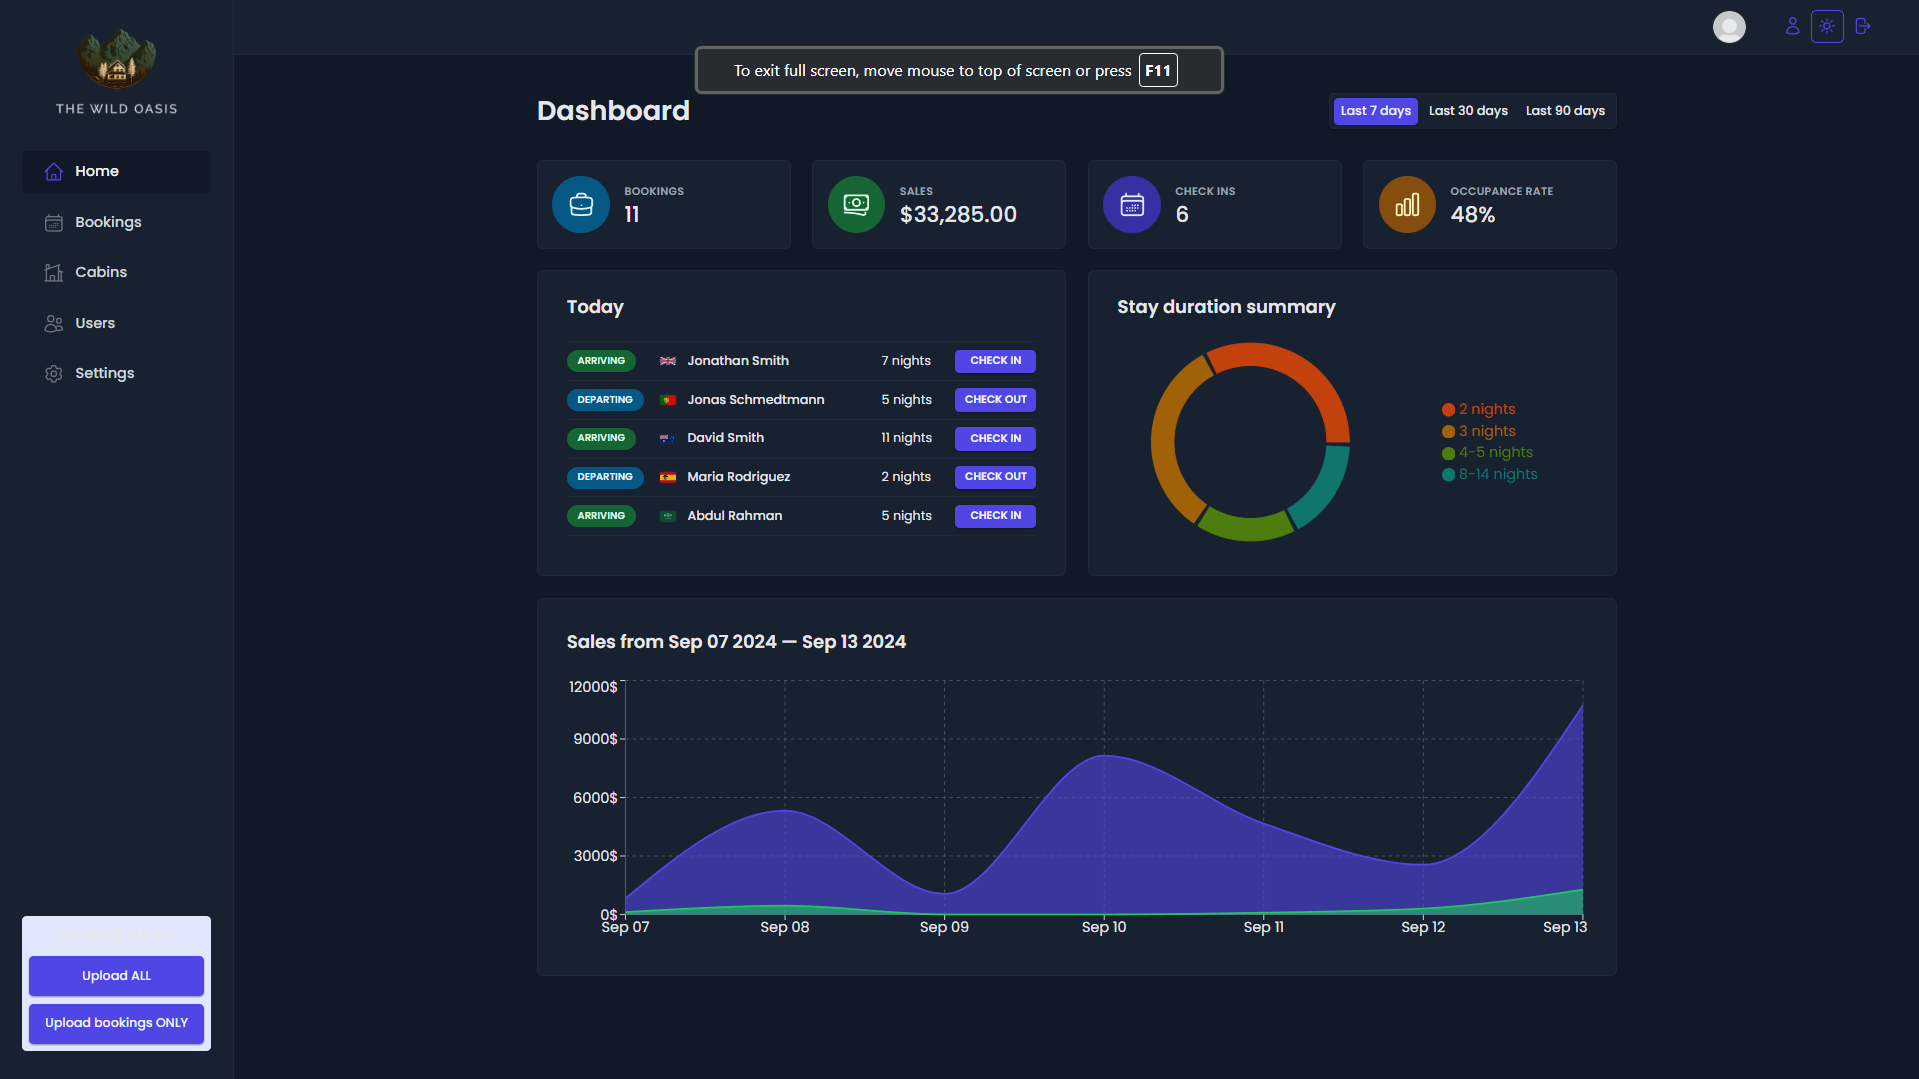 THE WILD OASIS
Home
Bookings
Cabins
Users
Settings
Upload ALL
Upload bookings ONLY
To exit full screen, move mouse to top of screen or press F11
Dashboard
Last 7 days Last 30 days Last 90 days
BOOKINGS
11
SALES
$33,285.00
CHECK INS
6
OCCUPANCE RATE
48%
Today
ARRIVING Jonathan Smith 7 nights CHECK IN
DEPARTING Jonas Schmedtmann 5 nights CHECK OUT
ARRIVING David Smith 11 nights CHECK IN
DEPARTING Maria Rodriguez 2 nights CHECK OUT
ARRIVING Abdul Rahman 5 nights CHECK IN
Stay duration summary
2 nights
3 nights
4-5 nights
8-14 nights
Sales from Sep 07 2024 — Sep 13 2024
12000$
9000$
6000$
3000$
0$
Sep 07 Sep 08 Sep 09 Sep 10 Sep 11 Sep 12 Sep 13